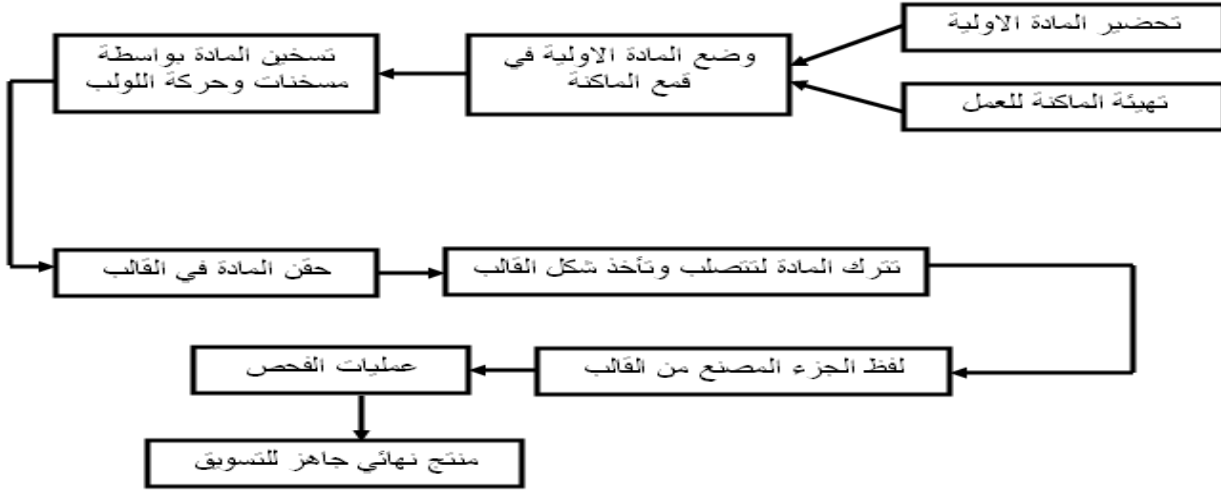 تحضير المادة الاولية
تهيئة الماكنة للعمل
وضع المادة الاولية في
قمع الماكنة
تسخين المادة بواسطة
مسخنات وحركة اللولب
حقن المادة في القالب
تترك المادة لتتصلب وتأخذ شكل القالب
لفظ الجزء المصنع من القالب
عمليات الفحص
منتج نهائي جاهز للتسويق